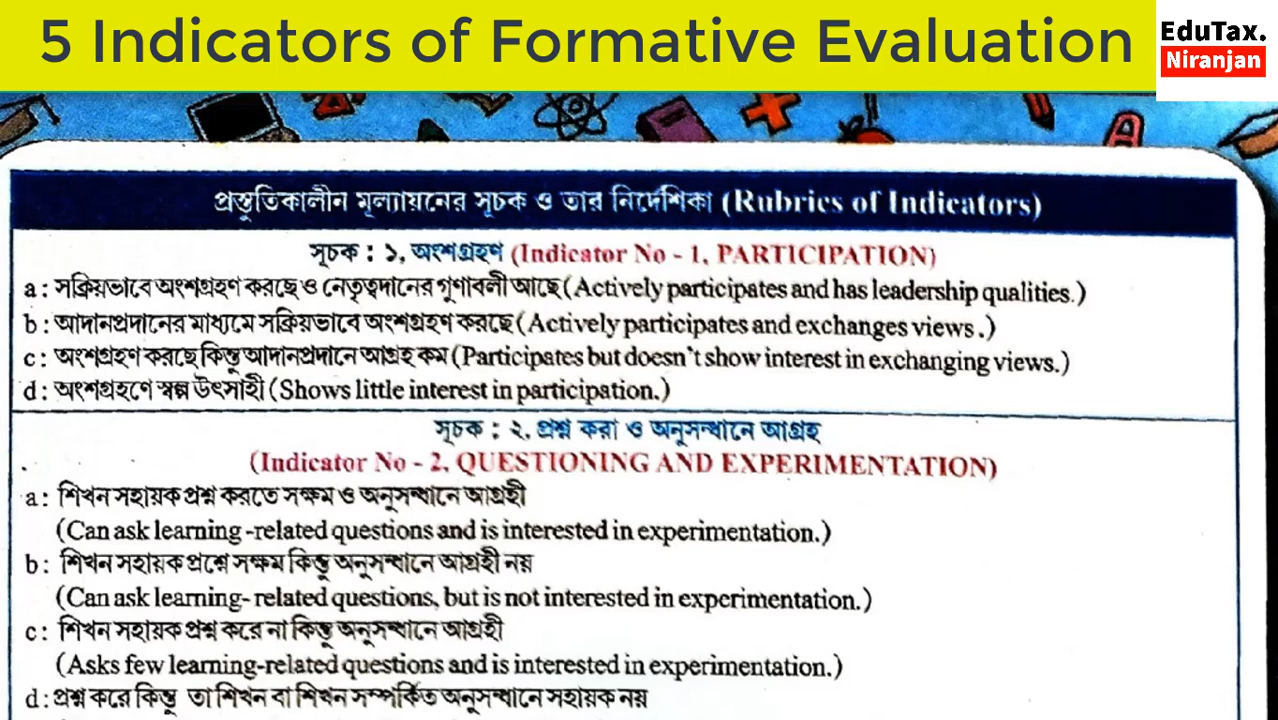 5 Indicators of Formative Evaluation
EduTax.
Niranjan
প্রস্তুতিকালীন মূল্যায়নের সূচক ও তার নির্দেশিকা (Rubrics of Indicators)
সূচক : ১. অংশগ্রহণ (Indicator No - 1. PARTICIPATION)
a : সক্রিয়ভাবে অংশগ্রহণ করছে ও নেতৃত্বদানের গুণাবলী আছে (Actively participates and has leadership qualities.)
b : আদানপ্রদানের মাধ্যমে সক্রিয়ভাবে অংশগ্রহণ করছে (Actively participates and exchanges views.)
c : অংশগ্রহণ করছে কিন্তু আদানপ্রদানে আগ্রহ কম (Participates but doesn't show interest in exchanging views.)
d : অংশগ্রহণে স্বল্প উৎসাহী (Shows little interest in participation.)
সূচক : ২. প্রশ্ন করা ও অনুসন্ধানে আগ্রহ
(Indicator No - 2. QUESTIONING AND EXPERIMENTATION)
a : শিখন সহায়ক প্রশ্ন করতে সক্ষম ও অনুসন্ধানে আগ্রহী
(Can ask learning-related questions and is interested in experimentation.)
b : শিখন সহায়ক প্রশ্নে সক্ষম কিন্তু অনুসন্ধানে আগ্রহী নয়
(Can ask learning- related questions, but is not interested in experimentation.)
c : শিখন সহায়ক প্রশ্ন করে না কিন্তু অনুসন্ধানে আগ্রহী
(Asks few learning-related questions and is interested in experimentation.)
d : প্রশ্ন করে কিন্তু তা শিখন বা শিখন সম্পর্কিত অনুসন্ধানে সহায়ক নয়